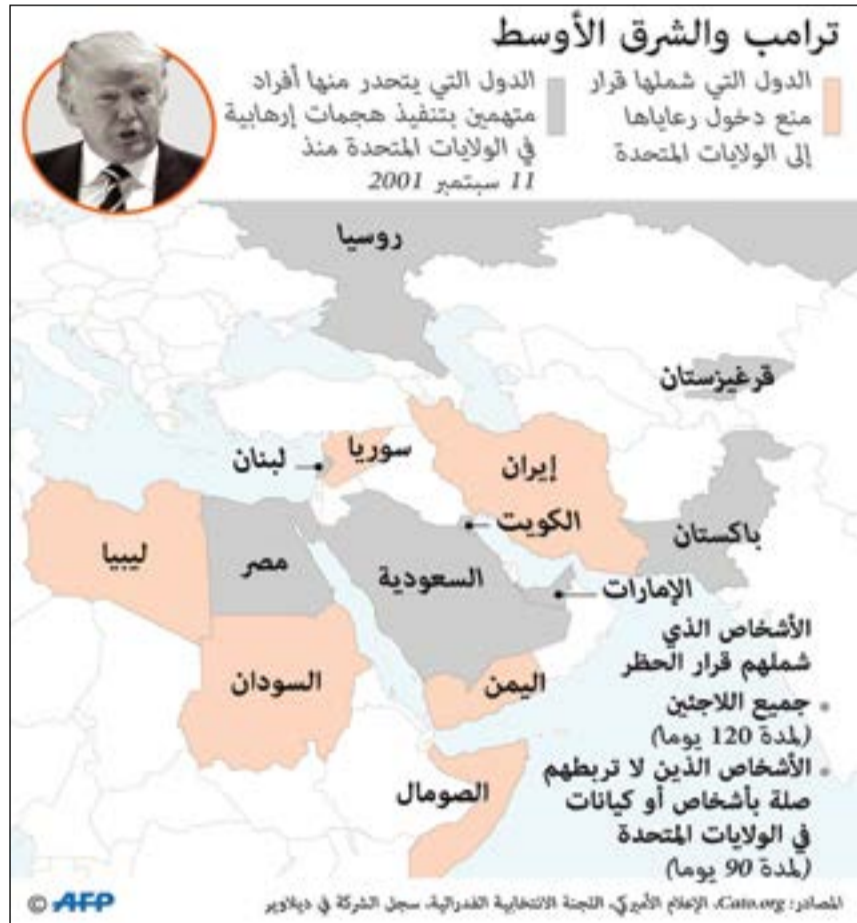 ترامب والشرق الأوسط
الدول التي شملها قرار
منع دخول رعاياها
إلى الولايات المتحدة
الدول التي يتحدر منها أفراد
متهمين بتنفيذ هجمات إرهابية
في الولايات المتحدة منذ
11 سبتمبر 2001
روسيا
قرغيزستان
سوريا
لبنان
إيران
الكويت
باكستان
ليبيا
مصر
السعودية
الإمارات
السودان
اليمن
الصومال
الأشخاص الذي
شملهم قرار الحظر
• جميع اللاجئين
(لمدة 120 يوما)
• الأشخاص الذين لا تربطهم
صلة بأشخاص أو كيانات
في الولايات المتحدة
(لمدة 90 يوما)
المصادر: Cato.org، الإعلام الأميركي، اللجنة الانتخابية الفدرالية، سجل الشركة في ديلاوير
© AFP